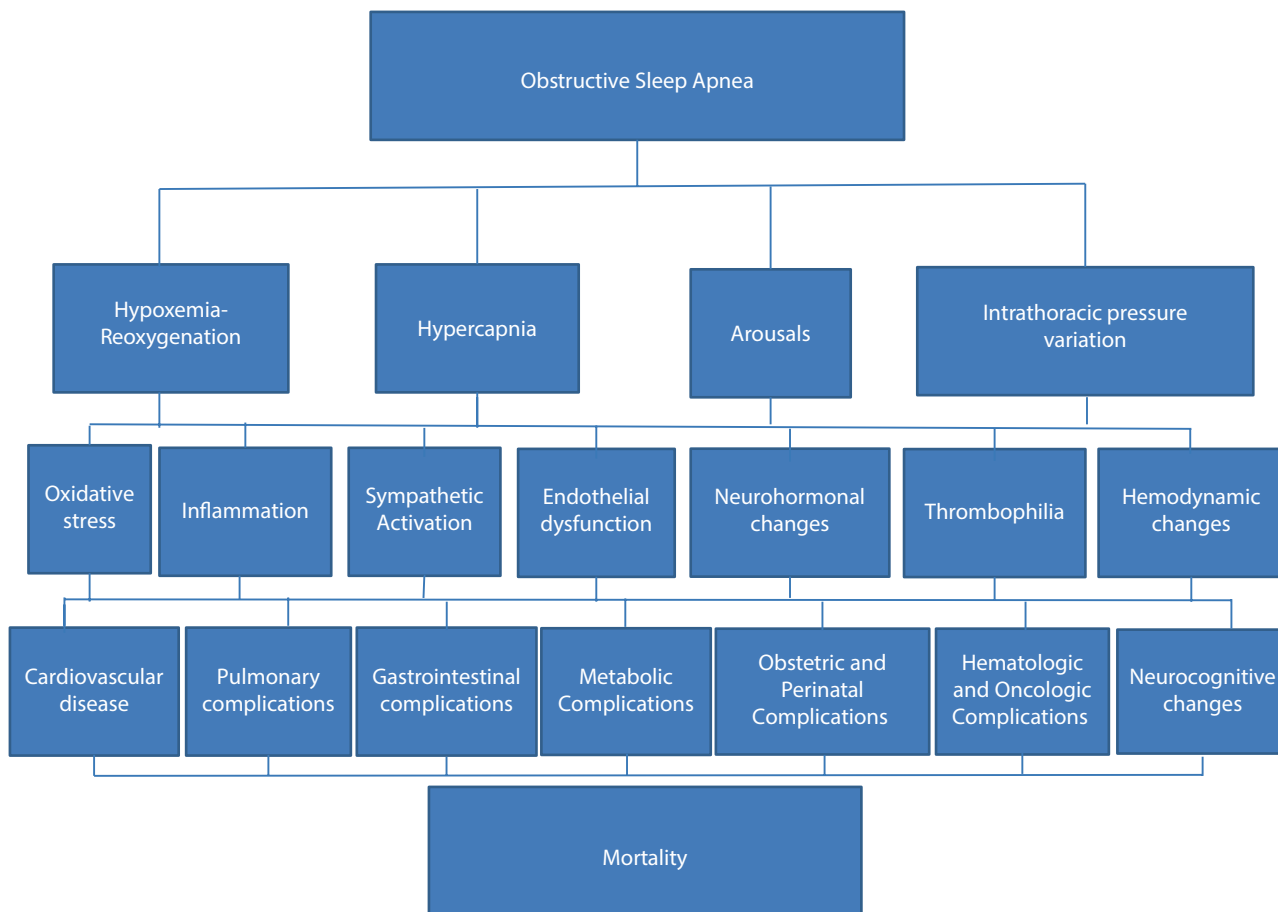 Obstructive Sleep Apnea
Hypoxemia-
Reoxygenation
Hypercapnia
Arousals
Intrathoracic pressure
variation
Oxidative
stress
Inflammation
Sympathetic
Activation
Endothelial
dysfunction
Neurohormonal
changes
Thrombophilia
Hemodynamic
changes
Cardiovascular
disease
Pulmonary
complications
Gastrointestinal
complications
Metabolic
Complications
Obstetric and
Perinatal
Complications
Hematologic
and Oncologic
Complications
Neurocognitive
changes
Mortality